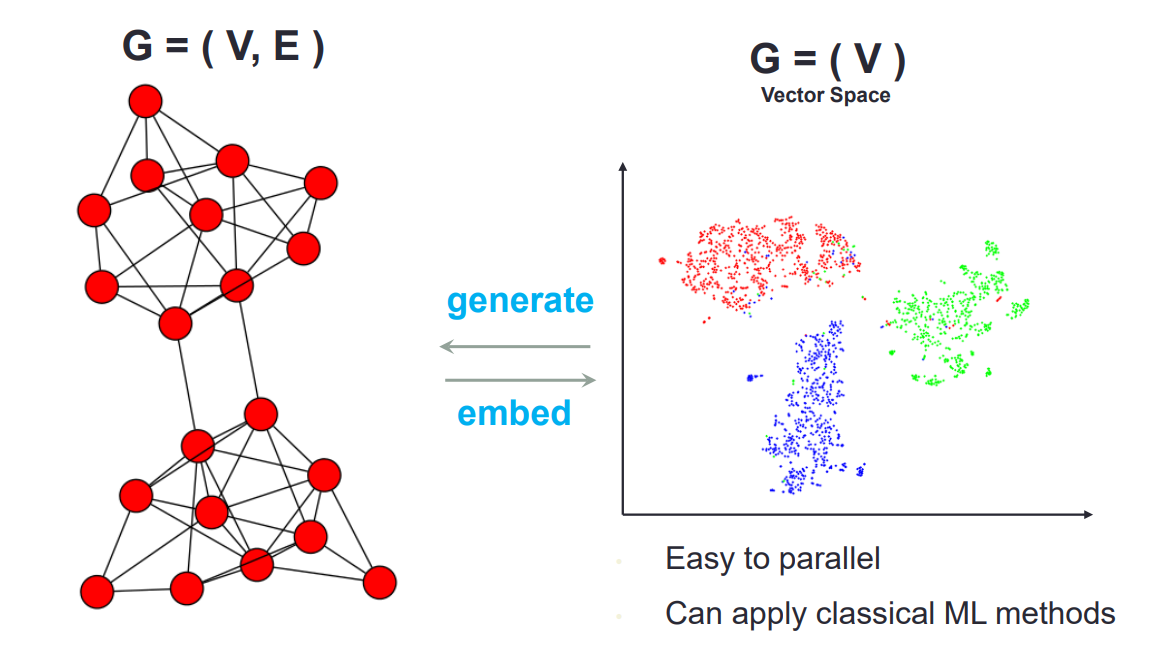 G = ( V, E )
G = ( V )
Vector Space
generate
embed
Easy to parallel
Can apply classical ML methods